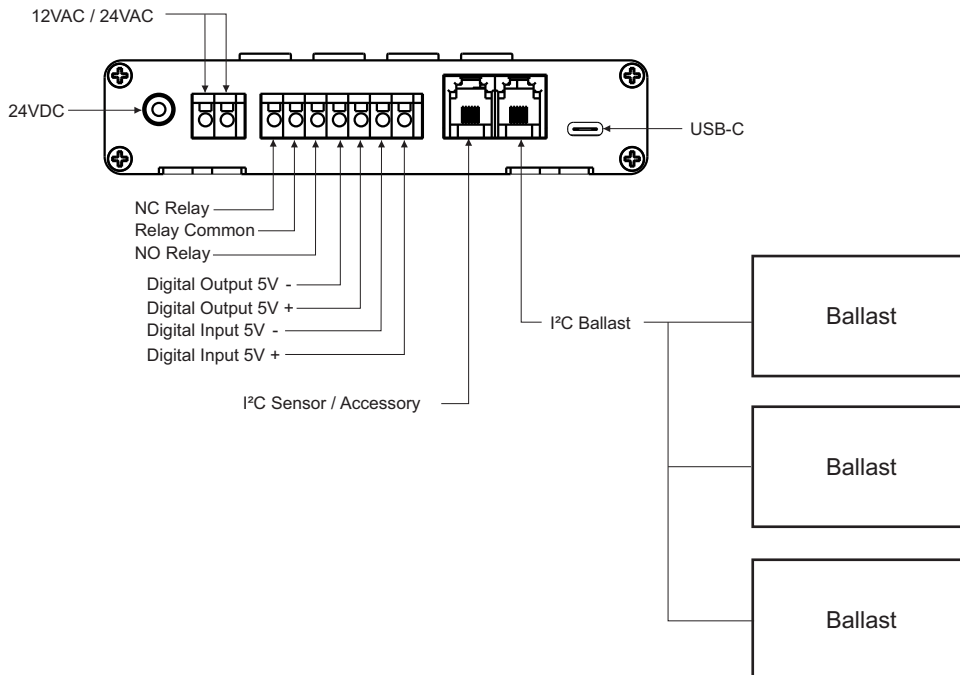 12VAC / 24VAC
24VDC
USB-C
NC Relay
Relay Common
NO Relay
Digital Output 5V -
Digital Output 5V +
Digital Input 5V -
Digital Input 5V +
I²C Sensor / Accessory
I²C Ballast
Ballast
Ballast
Ballast